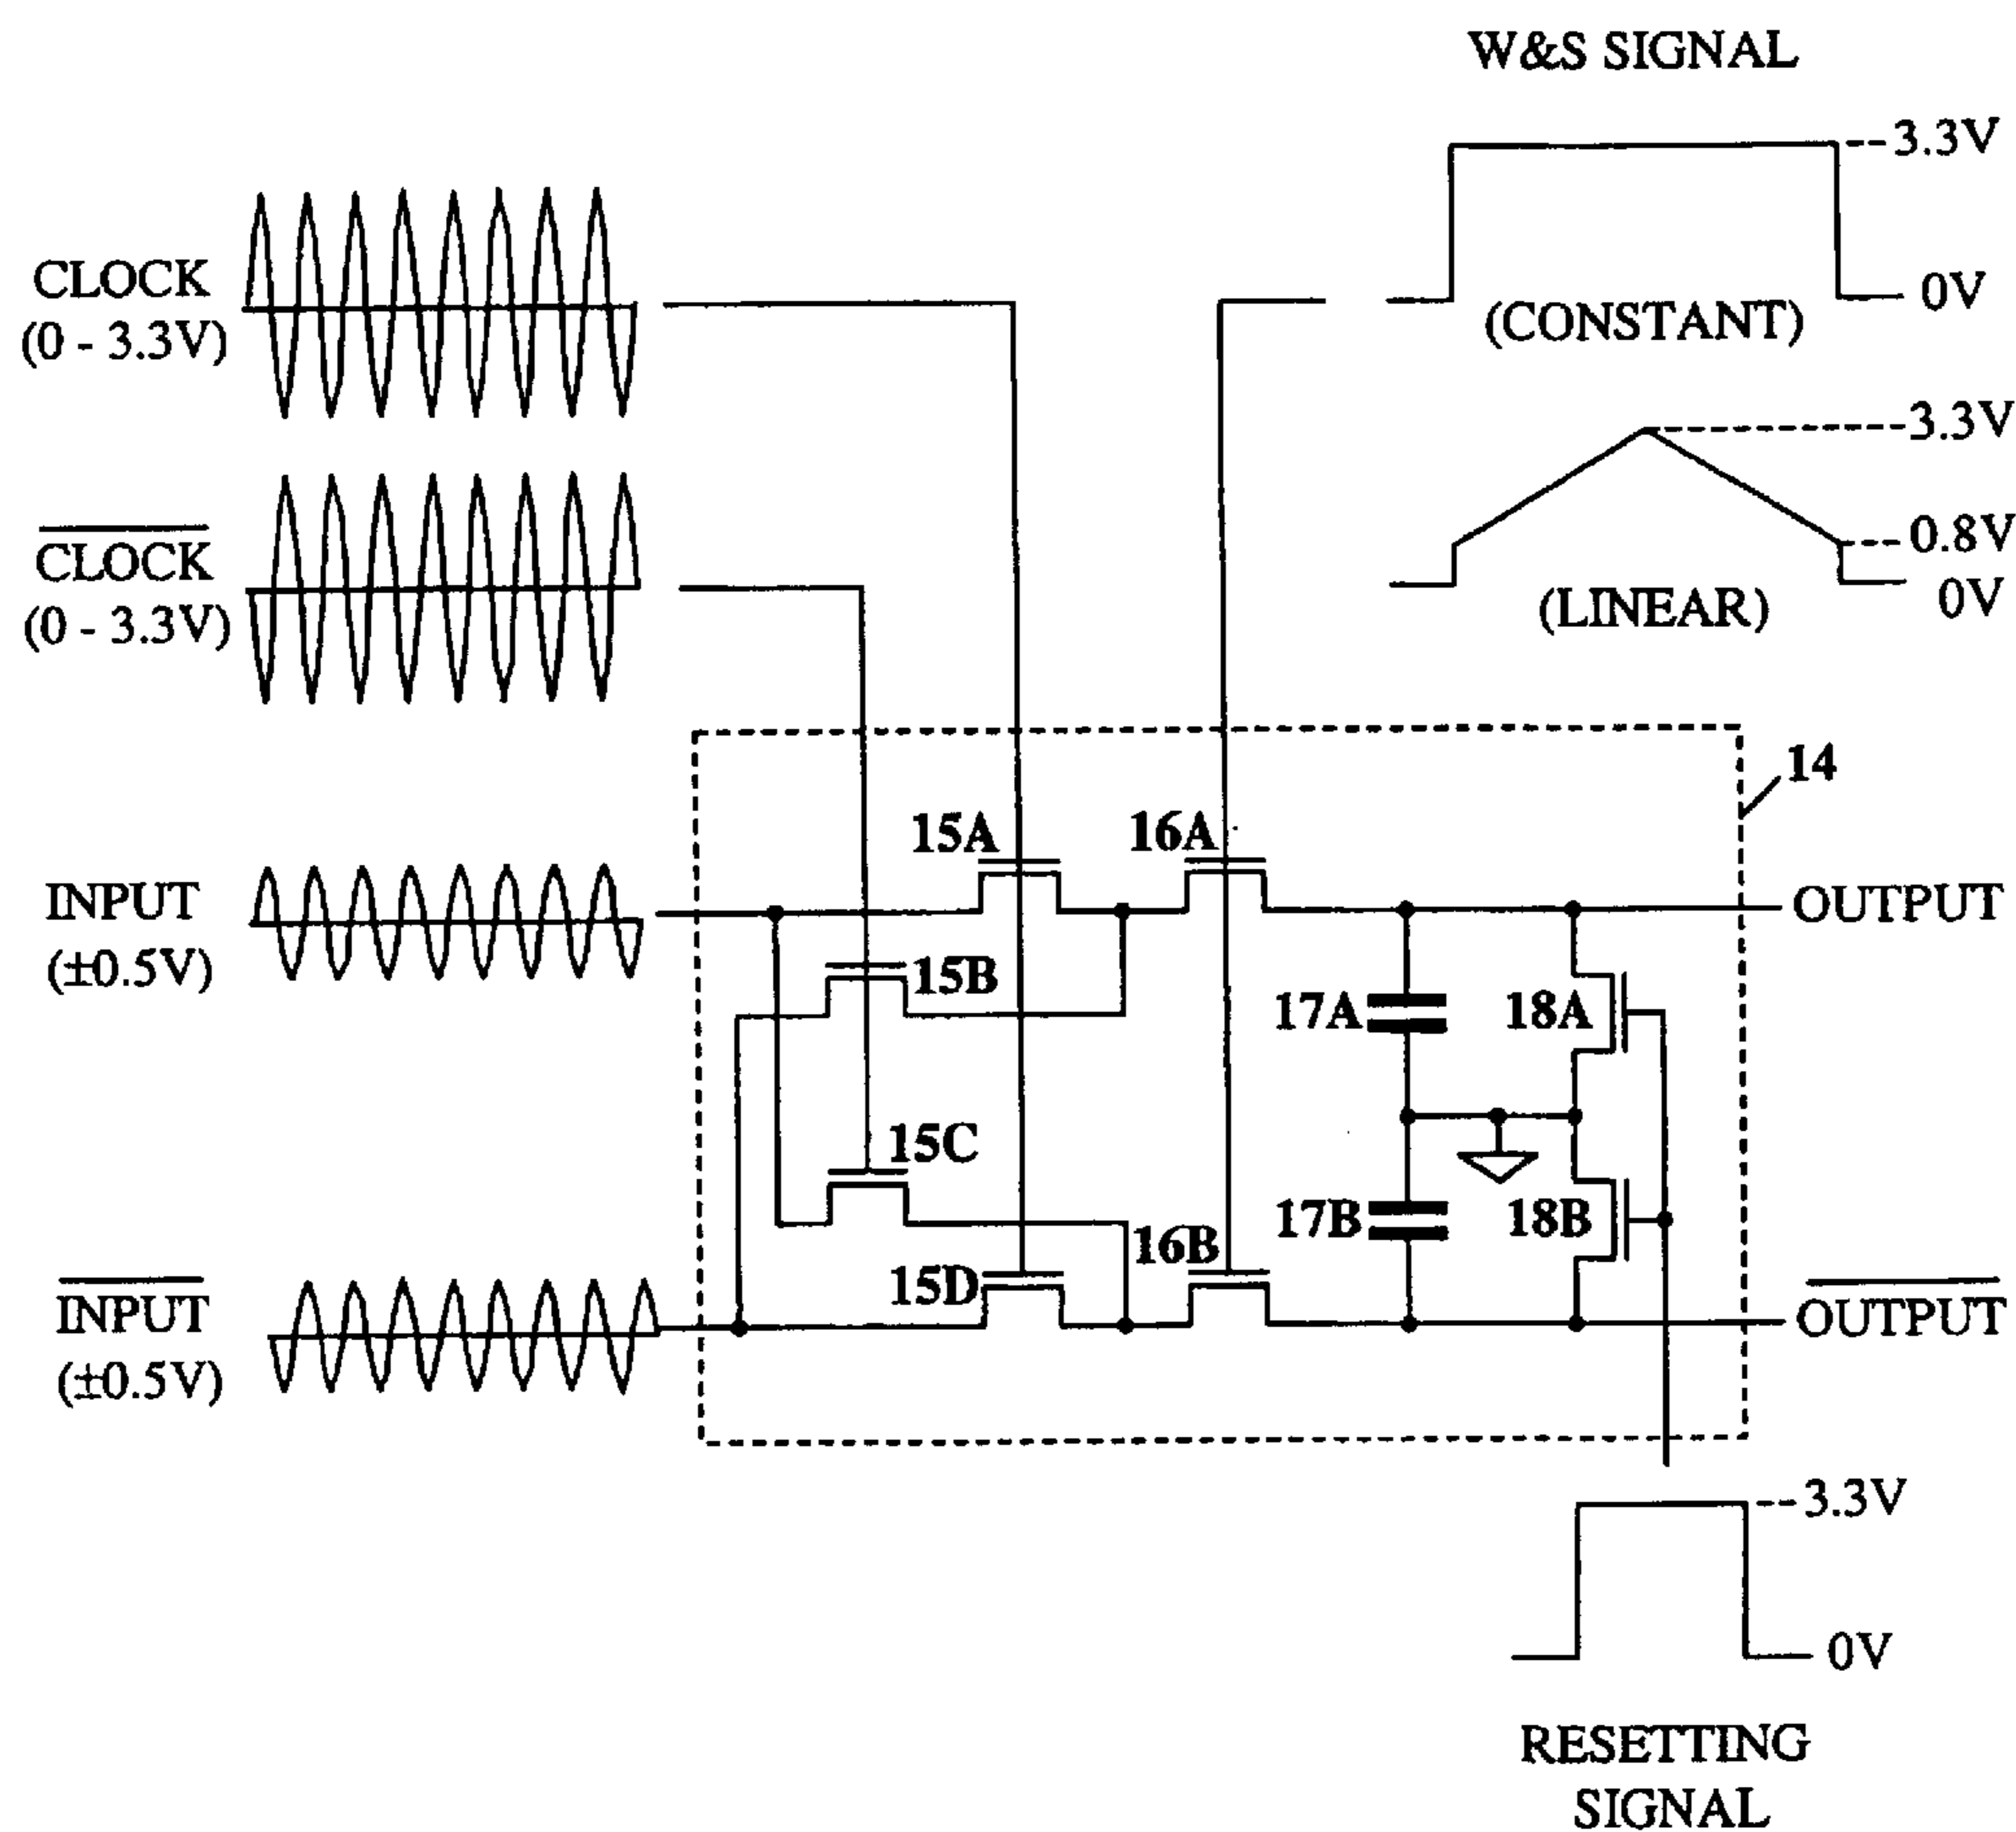 W&S SIGNAL
3.3V
CLOCK
(0 - 3.3V)
0V
(CONSTANT)
3.3V
CLOCK
(0 - 3.3V)
0.8V
0V
(LINEAR)
14
15A
16A
INPUT
(±0.5V)
OUTPUT
15B
17A
18A
15C
17B
18B
16B
15D
INPUT
(±0.5V)
OUTPUT
3.3V
0V
RESETTING
SIGNAL